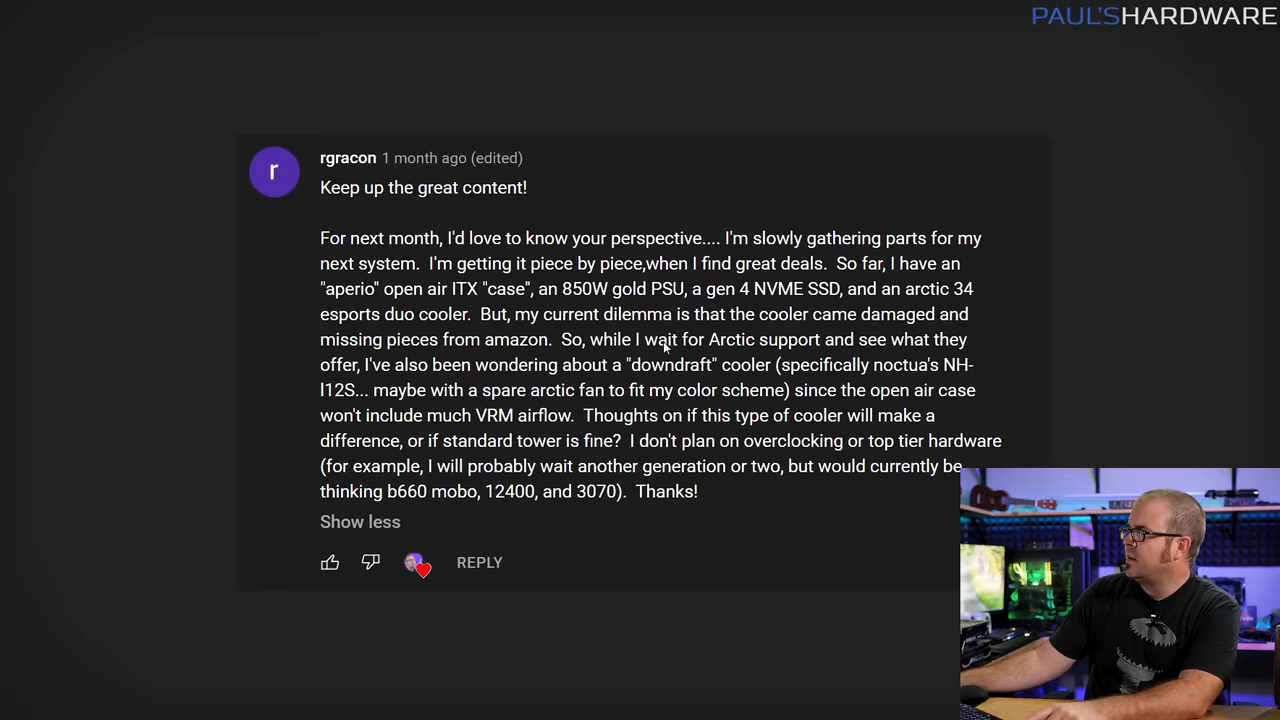 PAUL'SHARDWARE
r
rgracon 1 month ago (edited)
Keep up the great content!
For next month, I'd love to know your perspective.... I'm slowly gathering parts for my
next system.  I'm getting it piece by piece,when I find great deals.  So far, I have an
"aperio" open air ITX "case", an 850W gold PSU, a gen 4 NVME SSD, and an arctic 34
esports duo cooler.  But, my current dilemma is that the cooler came damaged and
missing pieces from amazon.  So, while I wait for Arctic support and see what they
offer, I've also been wondering about a "downdraft" cooler (specifically noctua's NH-
l12S... maybe with a spare arctic fan to fit my color scheme) since the open air case
won't include much VRM airflow.  Thoughts on if this type of cooler will make a
difference, or if standard tower is fine?  I don't plan on overclocking or top tier hardware
(for example, I will probably wait another generation or two, but would currently be
thinking b660 mobo, 12400, and 3070).  Thanks!
Show less
REPLY